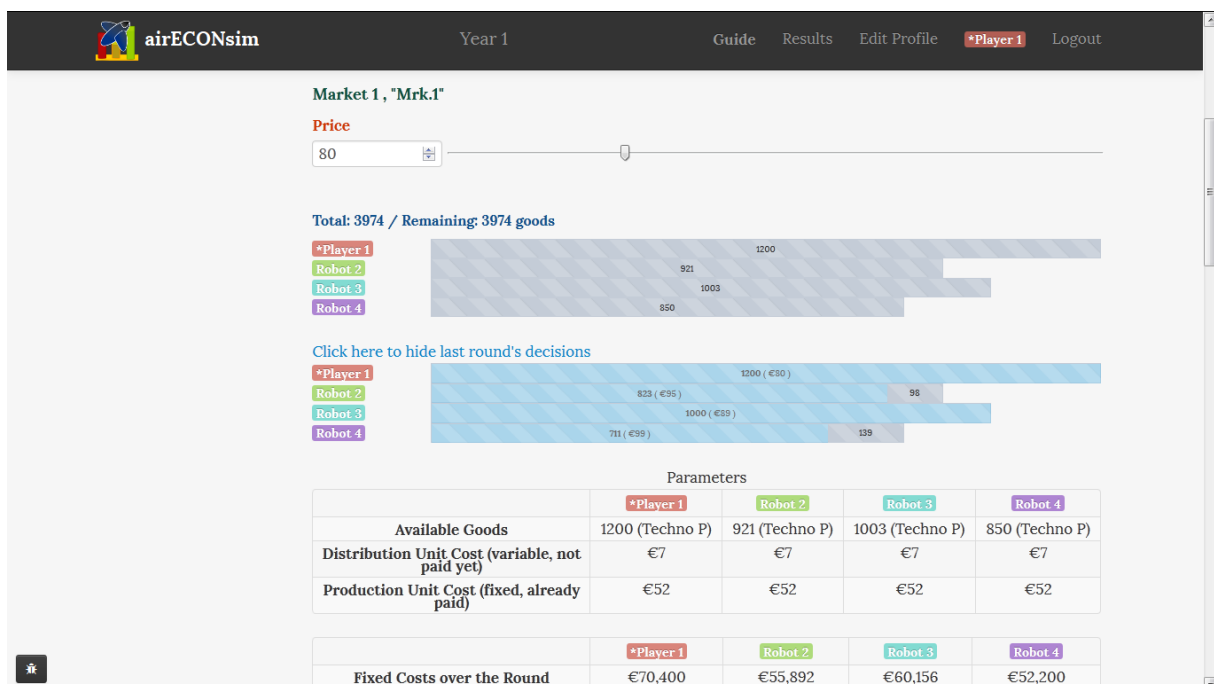 airECONsim Year 1 Guide Results Edit Profile *Player 1 Logout
Market 1 , "Mrk.1"
Price
80
Total: 3974 / Remaining: 3974 goods
*Player 1 1200
Robot 2 921
Robot 3 1003
Robot 4 850
Click here to hide last round's decisions
*Player 1 1200 ( €80 )
Robot 2 823 ( €95 ) 98
Robot 3 1000 ( €89 )
Robot 4 711 ( €99 ) 139
Parameters
*Player 1 Robot 2 Robot 3 Robot 4
Available Goods 1200 (Techno P) 921 (Techno P) 1003 (Techno P) 850 (Techno P)
Distribution Unit Cost (variable, not €7 €7 €7 €7
paid yet)
Production Unit Cost (fixed, already €52 €52 €52 €52
paid)
*Player 1 Robot 2 Robot 3 Robot 4
Fixed Costs over the Round €70,400 €55,892 €60,156 €52,200